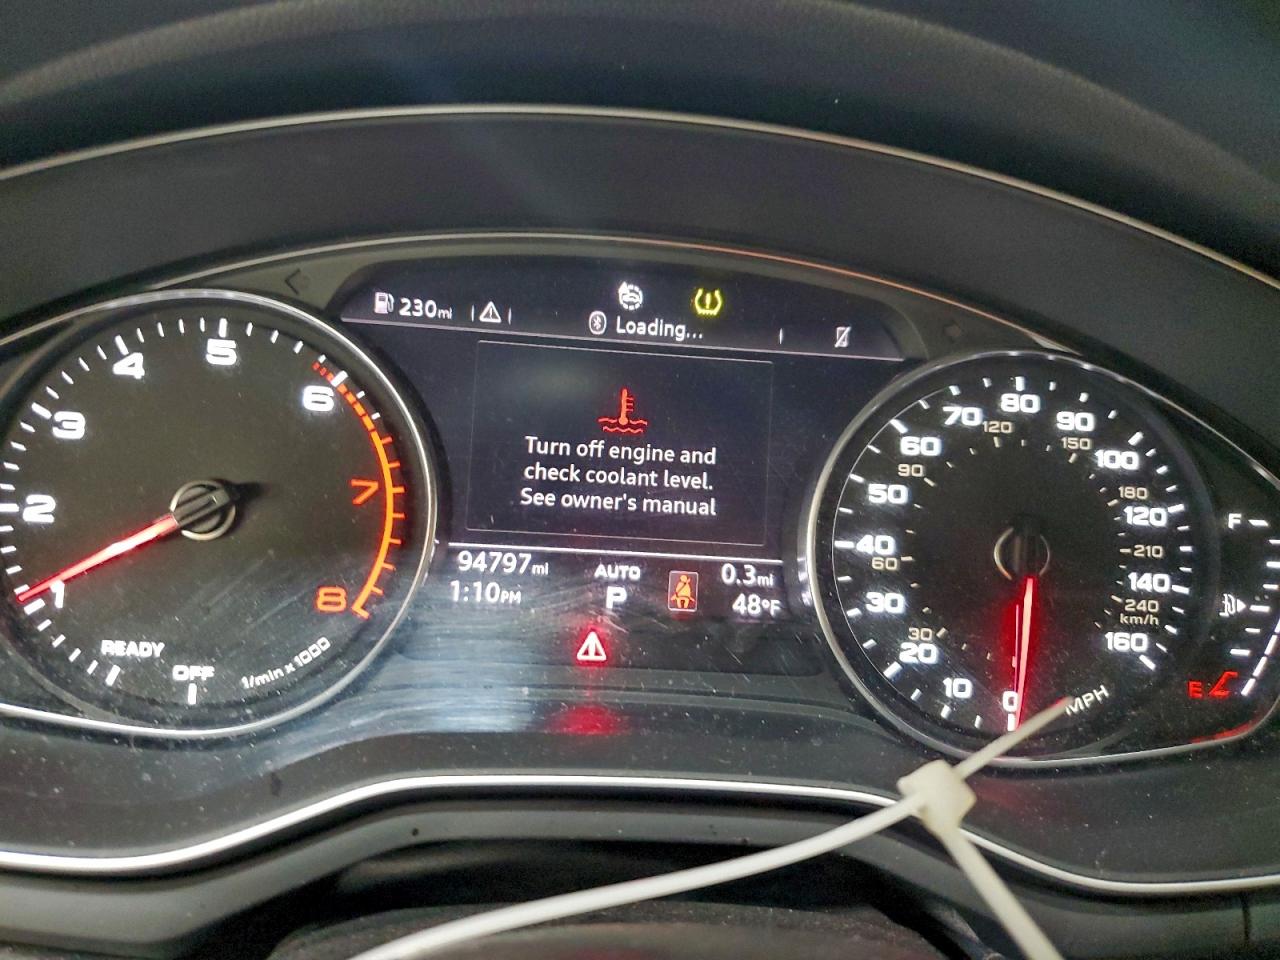 230mi
Loading...
Turn off engine and
check coolant level.
See owner's manual
94797mi
AUTO
0.3mi
1:10PM
P
48°F
1
2
3
4
5
6
7
8
READY
OFF
1/min x1000
0
10
20
30
40
50
60
70
80
90
100
120
140
160
30
60
90
120
150
180
210
240
km/h
MPH
F
E